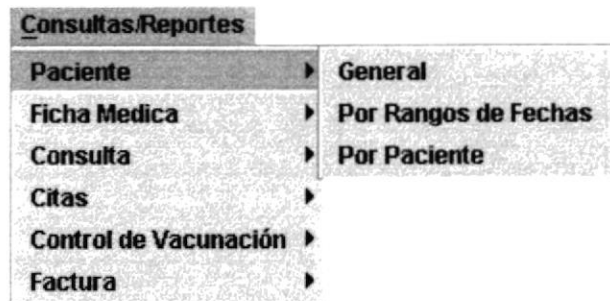 Consultas/Reportes
Paciente
General
Ficha Medica
Por Rangos de Fechas
Consulta
Por Paciente
Citas
Control de Vacunación
Factura